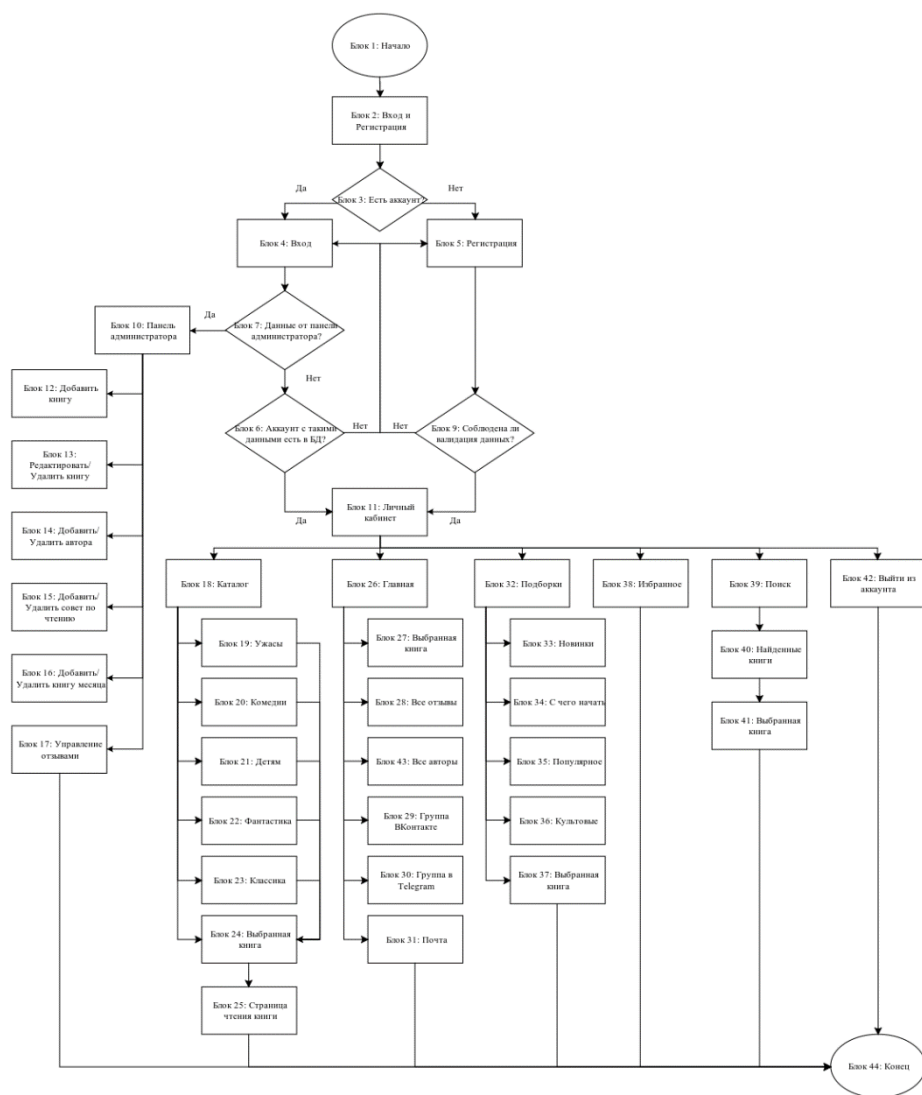 Блок 1: Начало
Блок 2: Вход и
Регистрация
Да
Нет
Блок 3: Есть аккаунт?
Блок 4: Вход
Блок 5: Регистрация
Да
Блок 10: Панель
администратора
Блок 7: Данные от панели
администратора?
Нет
Блок 12: Добавить
книгу
Блок 6: Аккаунт с такими
данными есть в БД?
Нет
Нет
Блок 9: Соблюдена ли
валидация данных?
Блок 13:
Редактировать/
Удалить книгу
Блок 11: Личный
кабинет
Да
Да
Блок 14: Добавить/
Удалить автора
Блок 18: Каталог
Блок 26: Главная
Блок 32: Подборки
Блок 38: Избранное
Блок 39: Поиск
Блок 42: Выйти из
аккаунта
Блок 15: Добавить/
Удалить совет по
чтению
Блок 19: Ужасы
Блок 27: Выбранная
книга
Блок 33: Новинки
Блок 40: Найденные
книги
Блок 16: Добавить/
Удалить книгу месяца
Блок 20: Комедии
Блок 28: Все отзывы
Блок 34: С чего начать
Блок 41: Выбранная
книга
Блок 17: Управление
отзывами
Блок 21: Детям
Блок 43: Все авторы
Блок 35: Популярное
Блок 22: Фантастика
Блок 29: Группа
ВКонтакте
Блок 36: Культовые
Блок 23: Классика
Блок 30: Группа в
Telegram
Блок 37: Выбранная
книга
Блок 24: Выбранная
книга
Блок 31: Почта
Блок 25: Страница
чтения книги
Блок 44: Конец